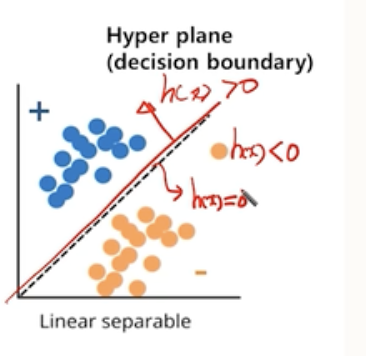 Hyper plane
(decision boundary)
h(x) >0
+
h(x)<0
h(x)=0
-
Linear separable